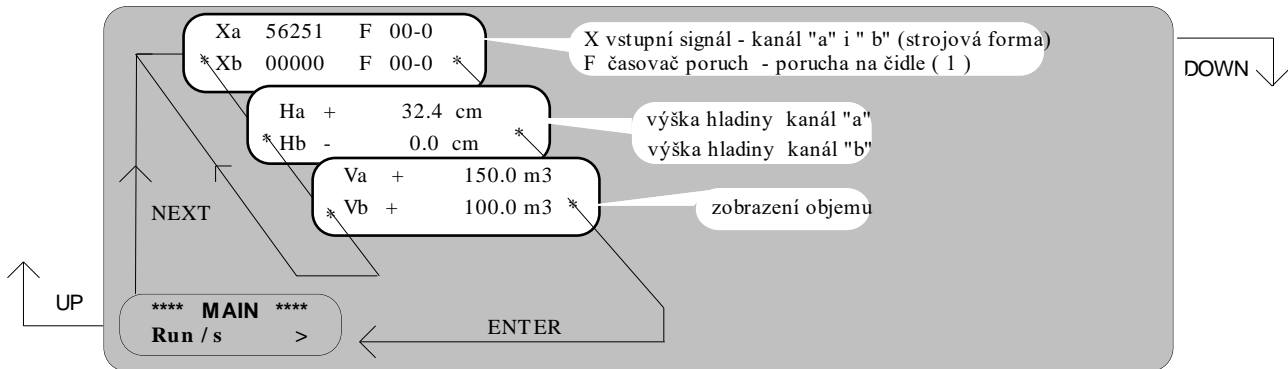 Xa 56251 F 00-0
* Xb 00000 F 00-0 *
X vstupní signál - kanál "a" i " b" (strojová forma)
F časovač poruch - porucha na čidle ( 1 )
DOWN
Ha + 32.4 cm
* Hb - 0.0 cm *
výška hladiny kanál "a"
výška hladiny kanál "b"
Va + 150.0 m3
* Vb + 100.0 m3 *
zobrazení objemu
NEXT
UP
**** MAIN ****
Run / s >
ENTER